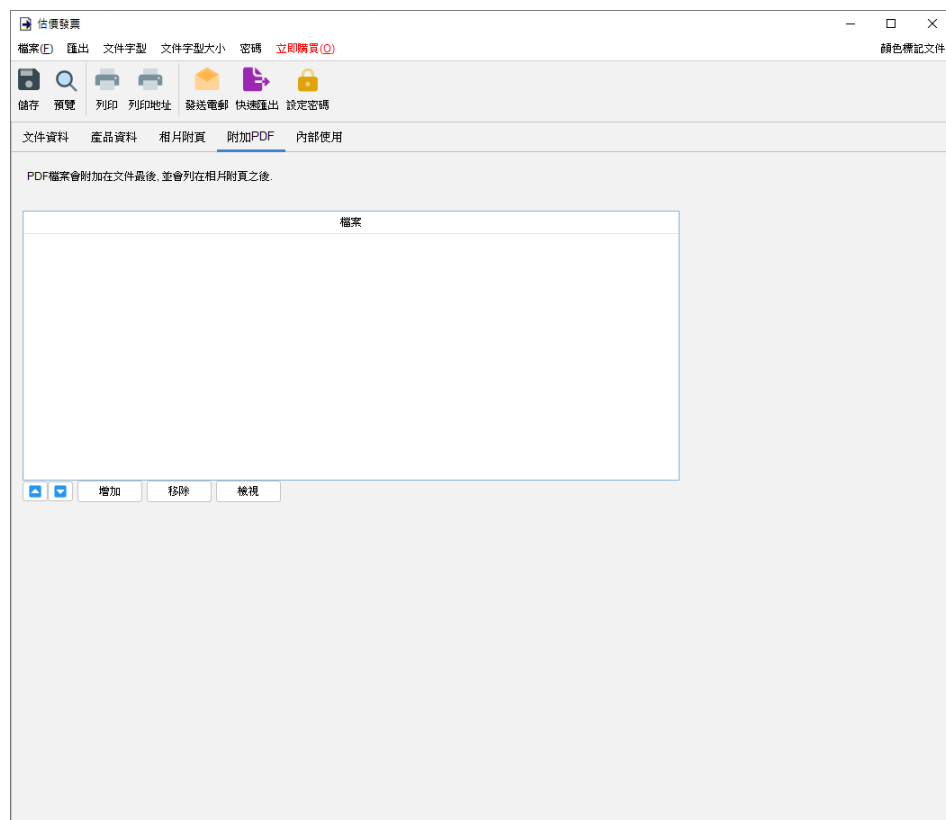 估價發票
檔案(F) 匯出 文件字型 文件字型大小 密碼 立即購買(O) 顏色標記文件
儲存 預覽 列印 列印地址 發送電郵 快速匯出 設定密碼
文件資料 產品資料 相片附頁 附加PDF 內部使用
PDF檔案會附加在文件最後, 並會列在相片附頁之後.
檔案
增加 移除 檢視